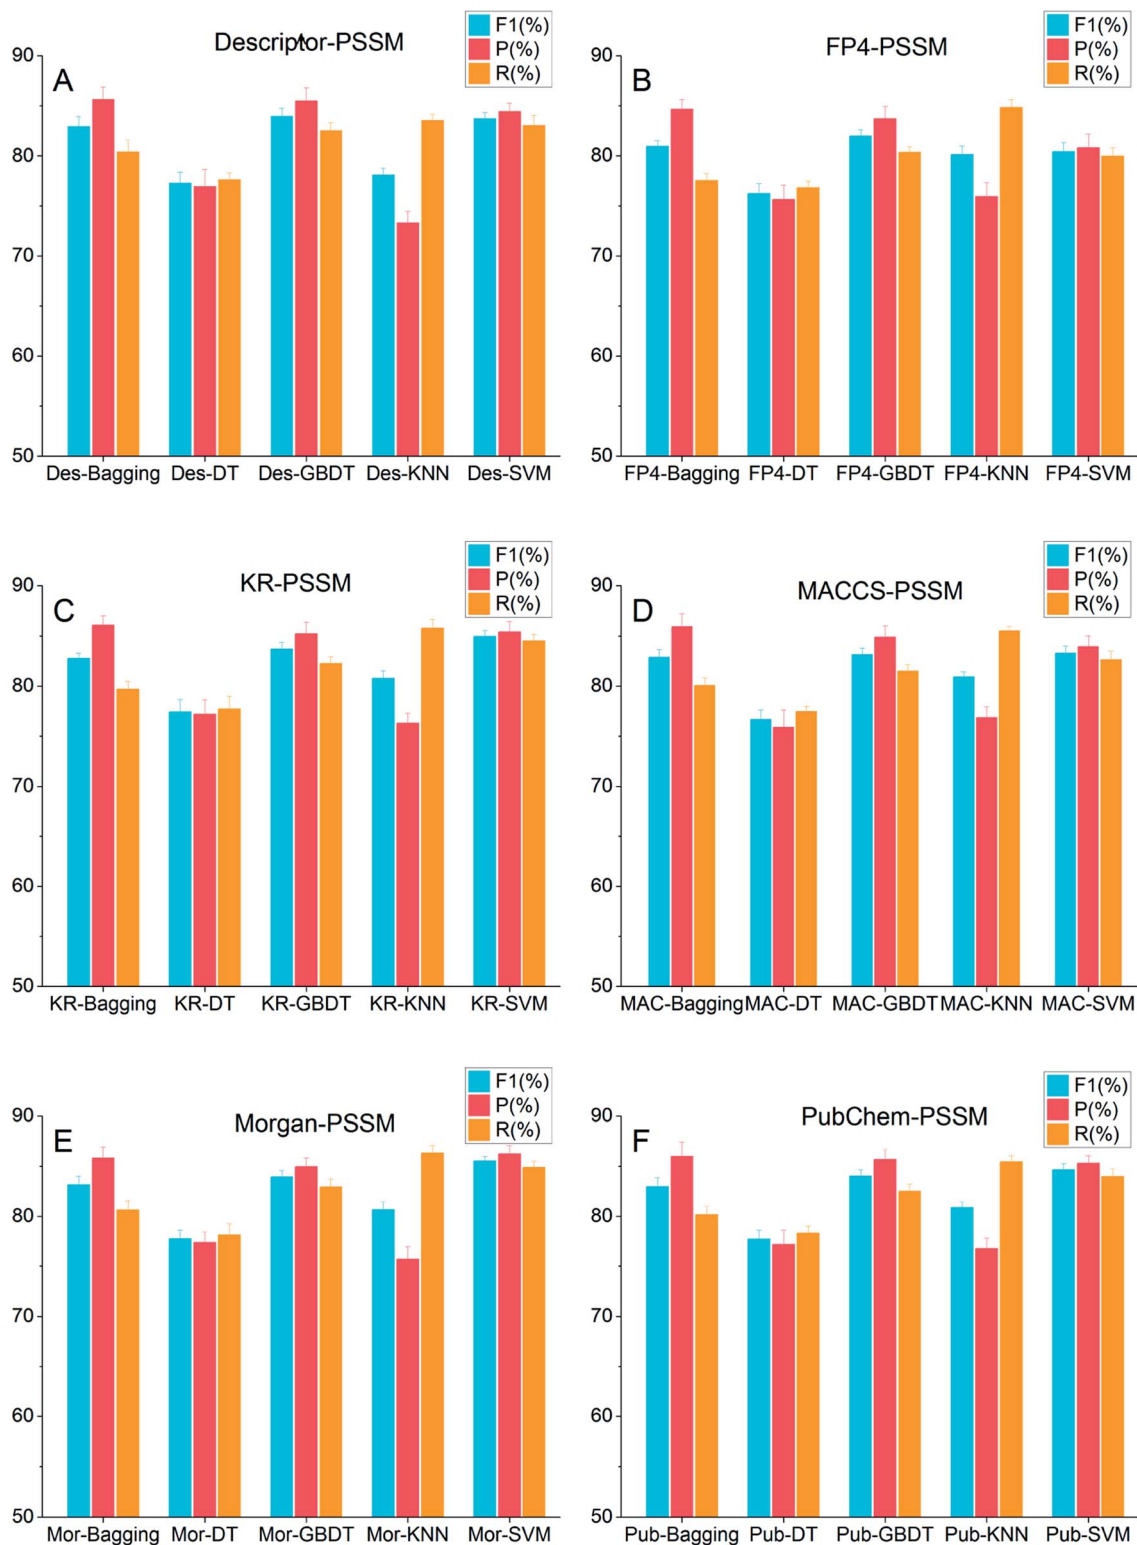 Descriptor-PSSM
F1(%)
P(%)
R(%)
A
90
80
70
60
50
Des-Bagging Des-DT Des-GBDT Des-KNN Des-SVM
FP4-PSSM
F1(%)
P(%)
R(%)
B
90
80
70
60
50
FP4-Bagging FP4-DT FP4-GBDT FP4-KNN FP4-SVM
KR-PSSM
F1(%)
P(%)
R(%)
C
90
80
70
60
50
KR-Bagging KR-DT KR-GBDT KR-KNN KR-SVM
MACCS-PSSM
F1(%)
P(%)
R(%)
D
90
80
70
60
50
MAC-Bagging MAC-DT MAC-GBDT MAC-KNN MAC-SVM
Morgan-PSSM
F1(%)
P(%)
R(%)
E
90
80
70
60
50
Mor-Bagging Mor-DT Mor-GBDT Mor-KNN Mor-SVM
PubChem-PSSM
F1(%)
P(%)
R(%)
F
90
80
70
60
50
Pub-Bagging Pub-DT Pub-GBDT Pub-KNN Pub-SVM